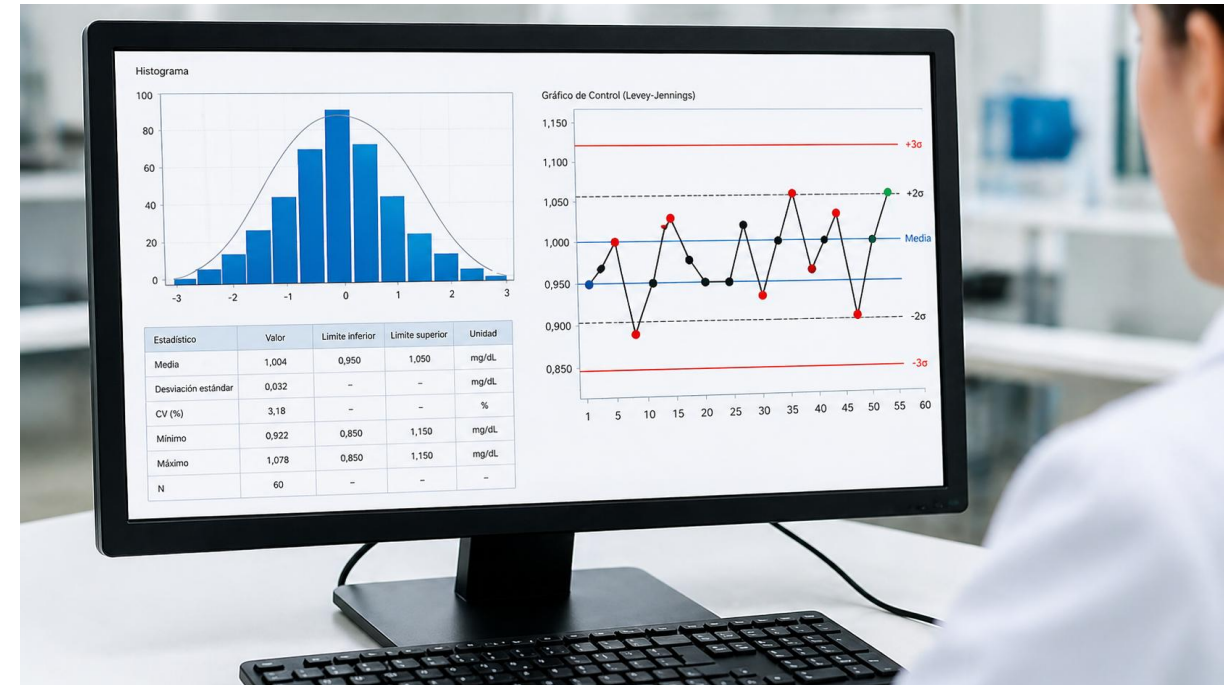 Histograma
100
80
60
40
20
0
-3 -2 -1 0 1 2 3
Estadístico Valor Limite inferior Limite superior Unidad
Media 1,004 0,950 1,050 mg/dL
Desviación estándar 0,032 – – mg/dL
CV (%) 3,18 – – %
Mínimo 0,922 0,850 1,150 mg/dL
Máximo 1,078 0,850 1,150 mg/dL
N 60 – – –
Gráfico de Control (Levey-Jennings)
1,150
1,100
1,050
1,000
0,950
0,900
0,850
+3σ
+2σ
Media
-2σ
-3σ
1 5 10 15 20 25 30 35 40 45 50 55 60